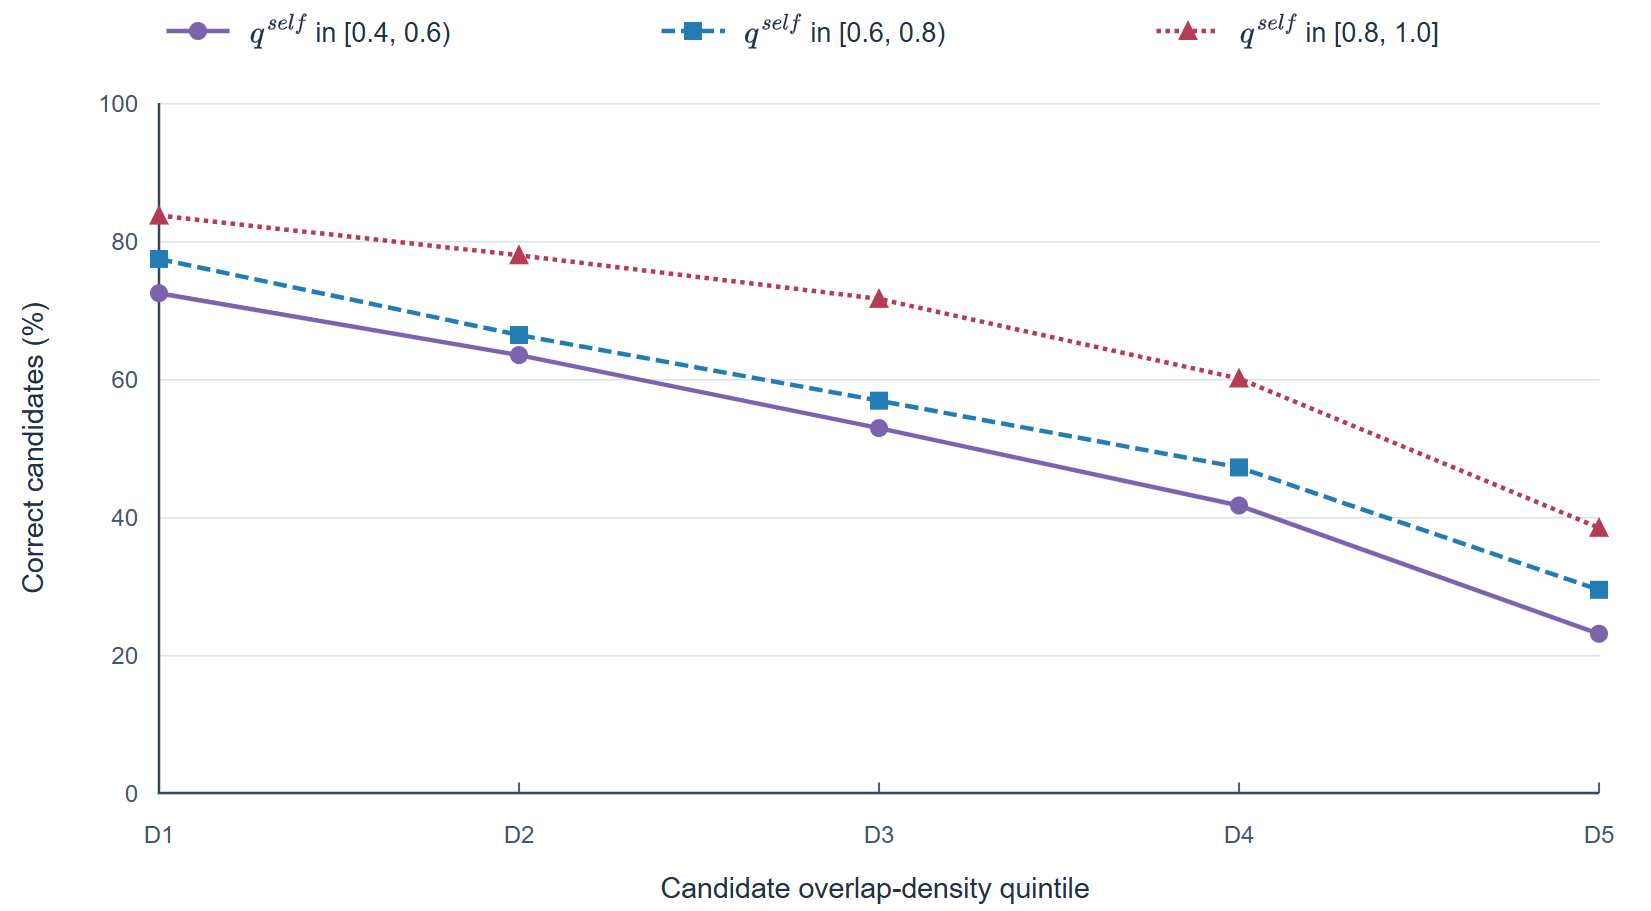 q^self in [0.4, 0.6)
q^self in [0.6, 0.8)
q^self in [0.8, 1.0]
100
80
60
40
20
0
Correct candidates (%)
D1 D2 D3 D4 D5
Candidate overlap-density quintile